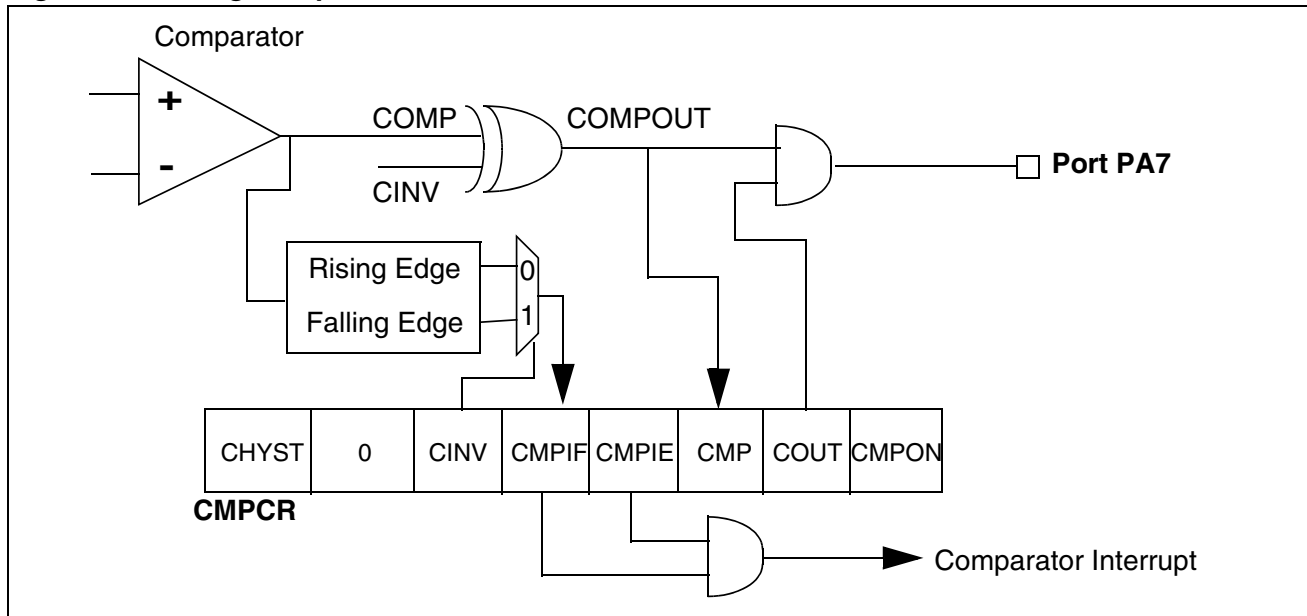 Comparator
+
-
COMP
CINV
COMPOUT
Port PA7
Rising Edge
Falling Edge
0
1
CHYST 0 CINV CMPIF CMPIE CMP COUT CMPON
CMPCR
Comparator Interrupt